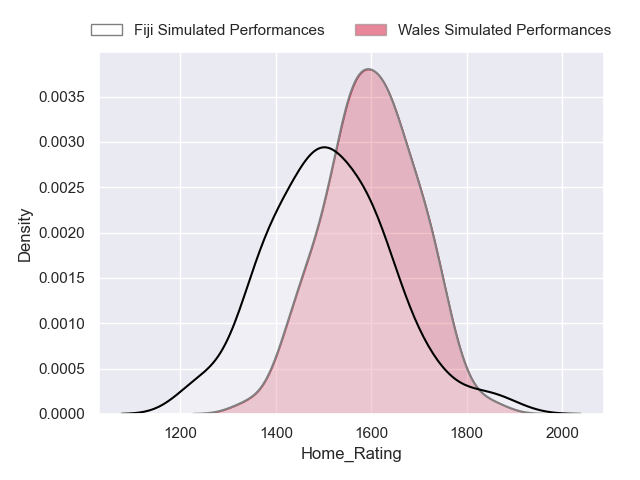 Fiji Simulated Performances
Wales Simulated Performances
0.0035
0.0030
0.0025
0.0020
0.0015
0.0010
0.0005
0.0000
Density
1200 1400 1600 1800 2000
Home_Rating